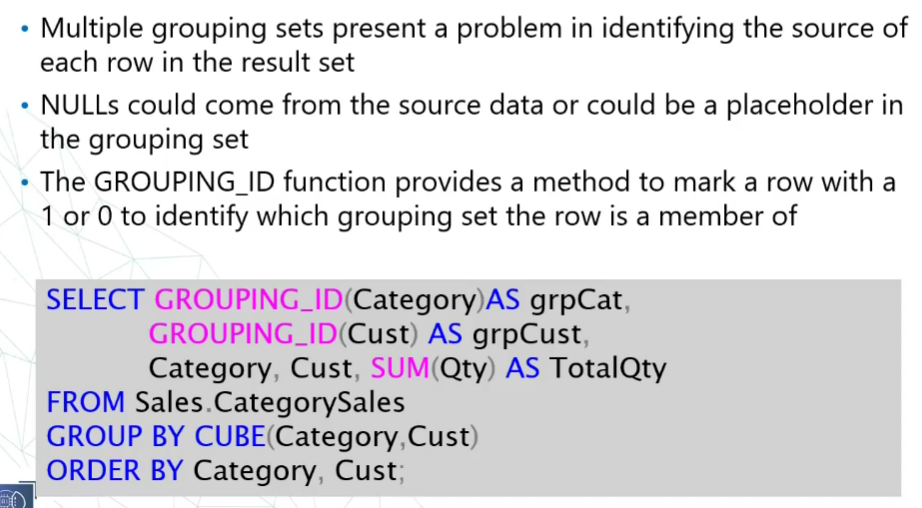 • Multiple grouping sets present a problem in identifying the source of
each row in the result set
• NULLs could come from the source data or could be a placeholder in
the grouping set
• The GROUPING_ID function provides a method to mark a row with a
1 or 0 to identify which grouping set the row is a member of
SELECT GROUPING_ID(Category)AS grpCat,
GROUPING_ID(Cust) AS grpCust,
Category, Cust, SUM(Qty) AS TotalQty
FROM Sales.CategorySales
GROUP BY CUBE(Category,Cust)
ORDER BY Category, Cust;